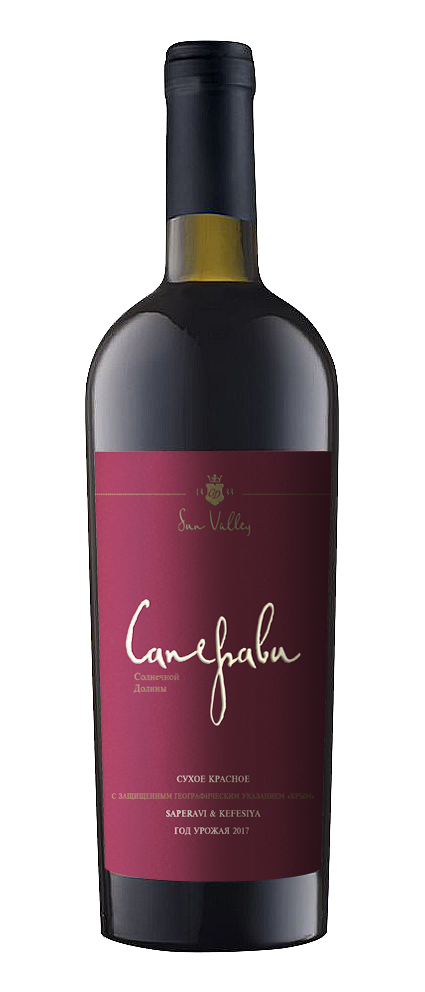 Sun Valley
Саперави
Солнечной
Долины
СУХОЕ КРАСНОЕ
С ЗАЩИЩЕННЫМ ГЕОГРАФИЧЕСКИМ УКАЗАНИЕМ «КРЫМ»
SAPERAVI & KEFESIYA
ГОД УРОЖАЯ 2017